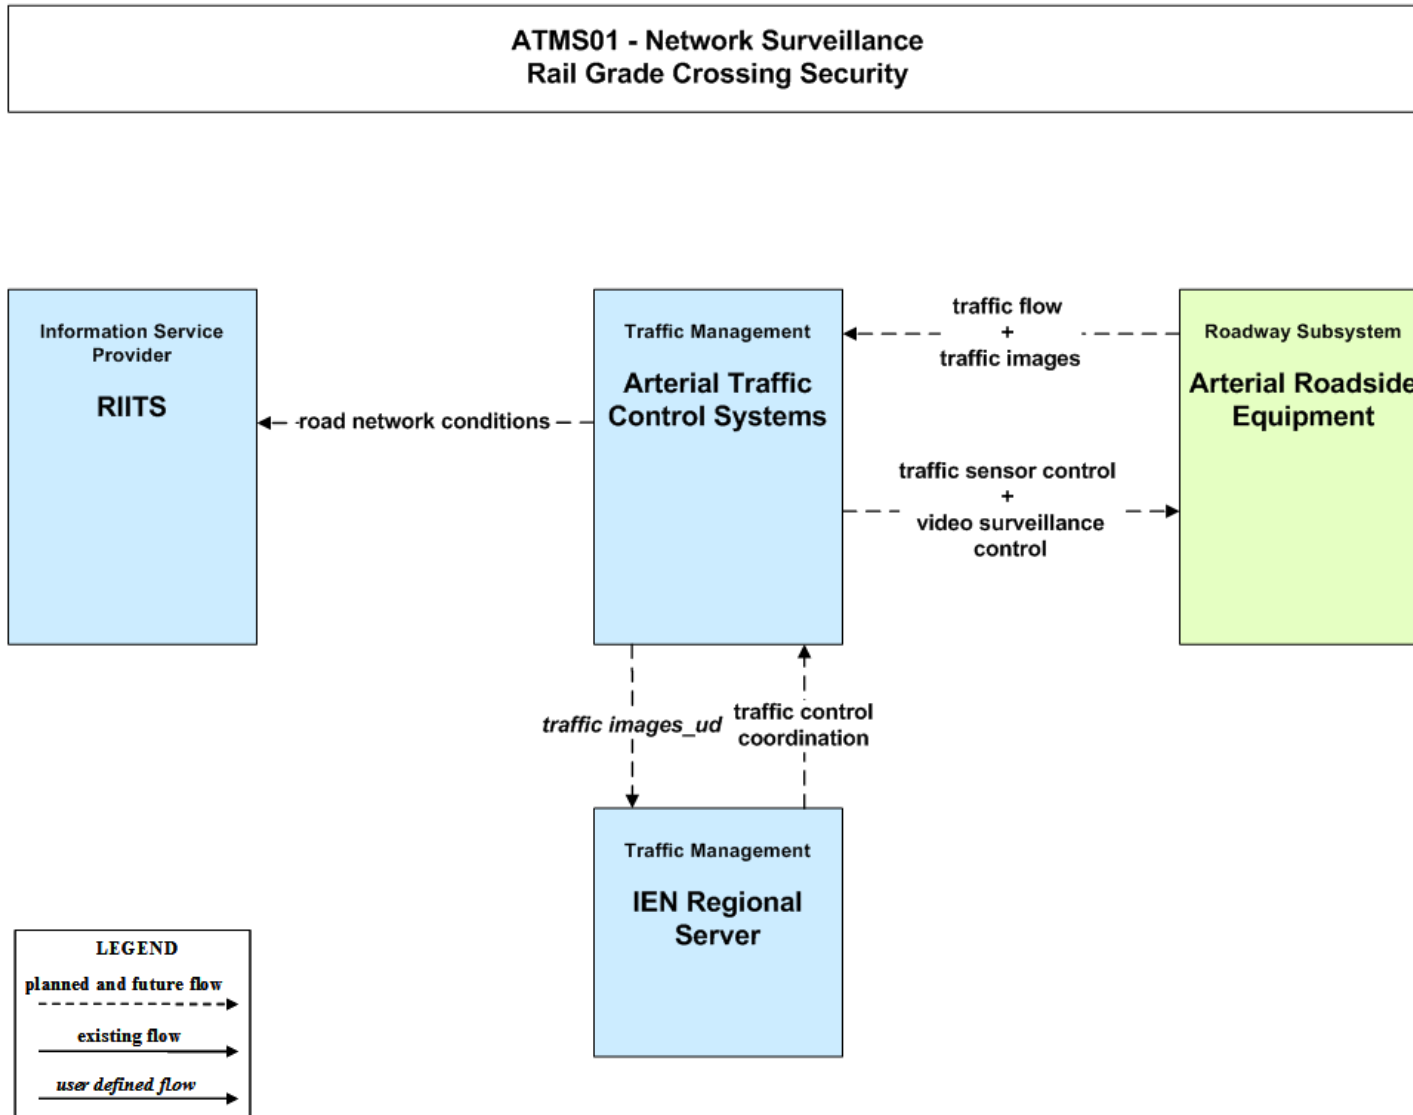 ATMS01 - Network Surveillance
Rail Grade Crossing Security
Information Service
Provider
RIITS
road network conditions
Traffic Management
Arterial Traffic
Control Systems
traffic flow
+
traffic images
traffic sensor control
+
video surveillance
control
Roadway Subsystem
Arterial Roadside
Equipment
traffic images_ud
traffic control
coordination
Traffic Management
IEN Regional
Server
LEGEND
planned and future flow
existing flow
user defined flow